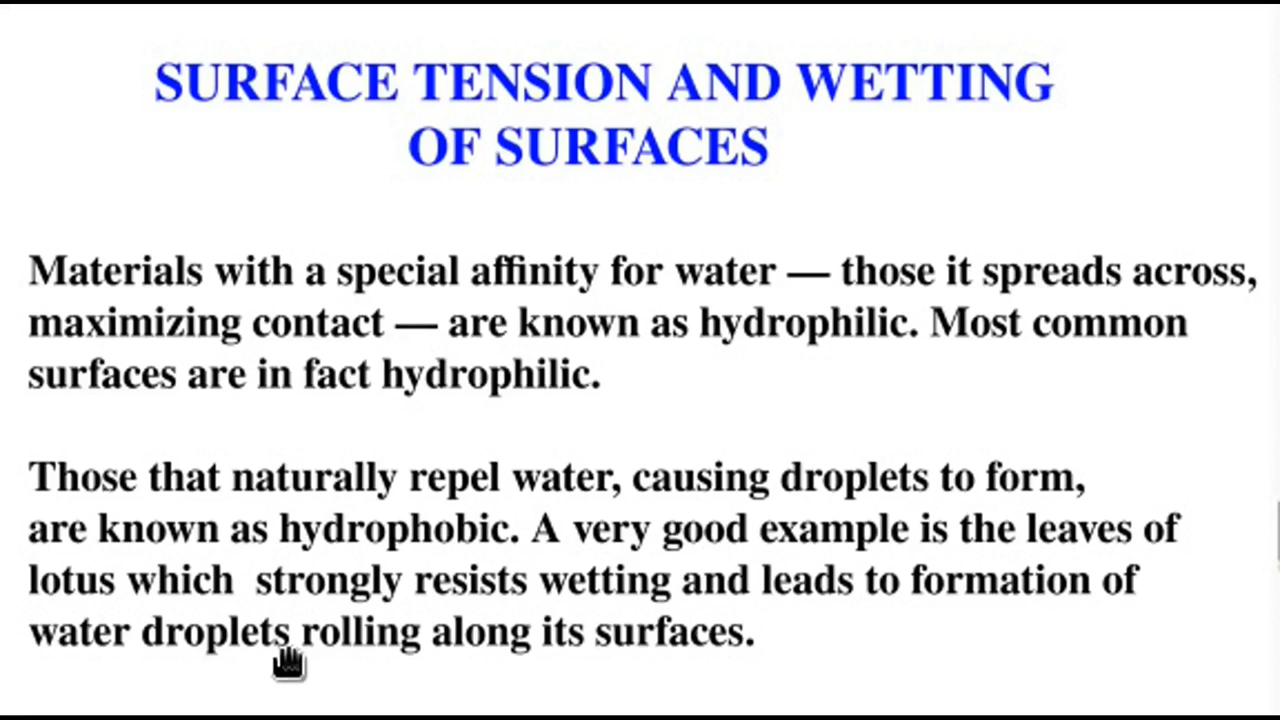 SURFACE TENSION AND WETTING
OF SURFACES
Materials with a special affinity for water — those it spreads across,
maximizing contact — are known as hydrophilic. Most common
surfaces are in fact hydrophilic.
Those that naturally repel water, causing droplets to form,
are known as hydrophobic. A very good example is the leaves of
lotus which  strongly resists wetting and leads to formation of
water droplets rolling along its surfaces.